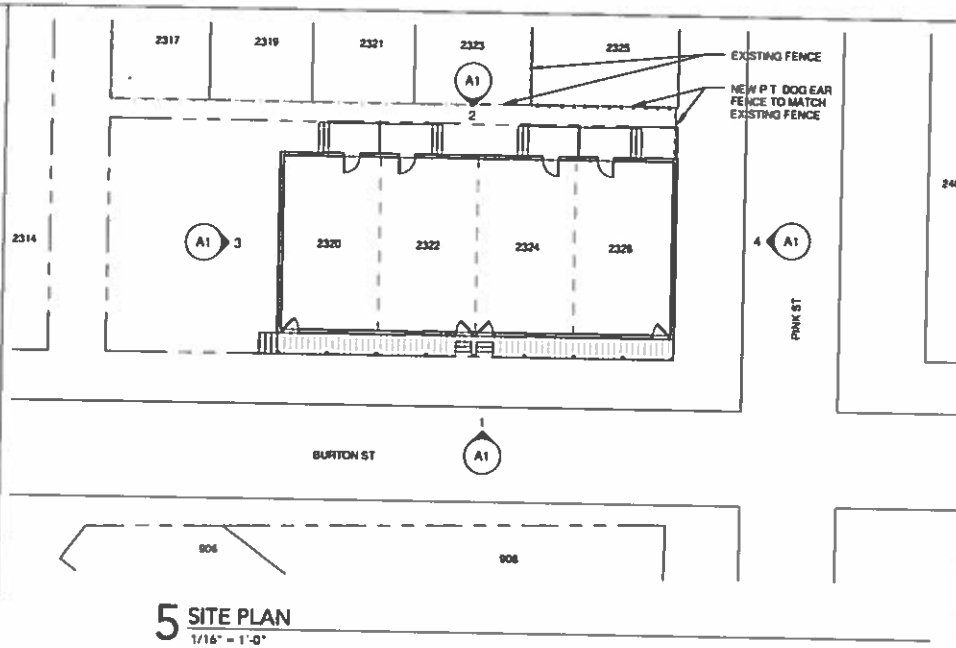 2317
2319
2321
2323
2325
EXISTING FENCE
A1
2
NEW P T DOG EAR
FENCE TO MATCH
EXISTING FENCE
2314
A1
3
2320
2322
2324
2326
4
A1
PINK ST
1
A1
BURTON ST
906
908
5 SITE PLAN
1/16" = 1'-0"